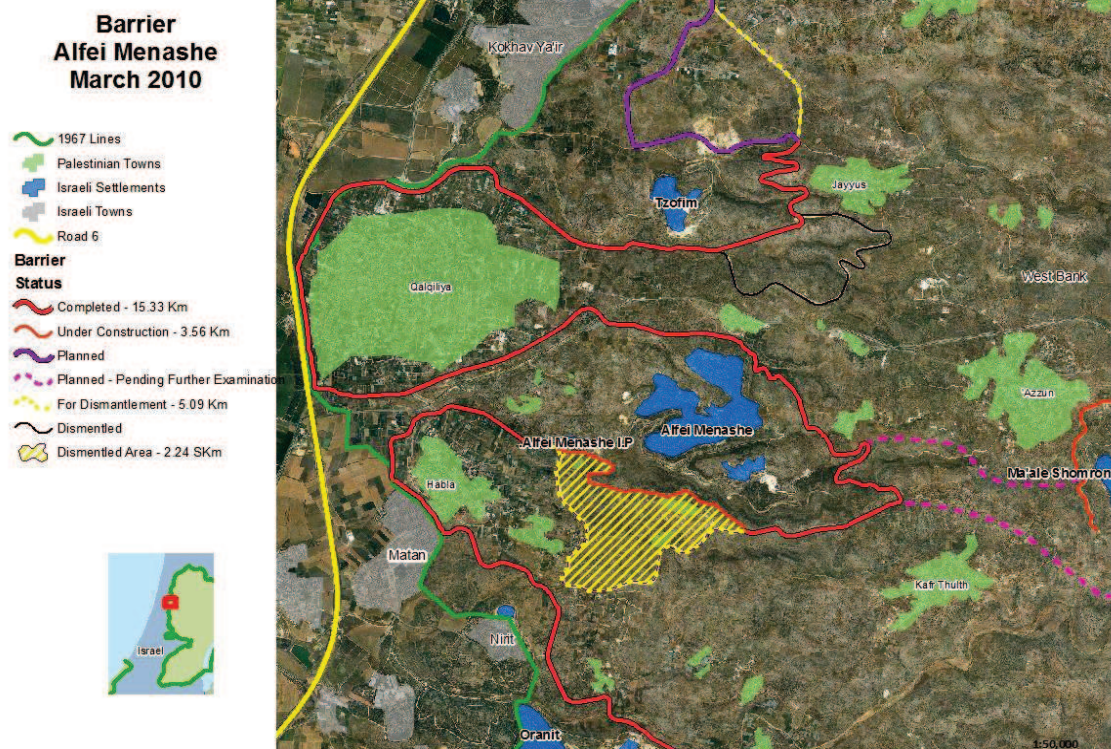 Barrier
Alfei Menashe
March 2010
1967 Lines
Palestinian Towns
Israeli Settlements
Israeli Towns
Road 6
Barrier
Status
Completed - 15.33 Km
Under Construction - 3.56 Km
Planned
Planned - Pending Further Examination
For Dismantlement - 5.09 Km
Dismentled
Dismentled Area - 2.24 SKm
Israel
Kokhav Ya'ir
Jayyus
Tzofim
West Bank
Qalqiliya
'Azzun
Alfei Menashe
Alfei Menashe I.P
Ma'ale Shomron
Habla
Matan
Kafr Thulth
Nirit
Oranit
1:50,000